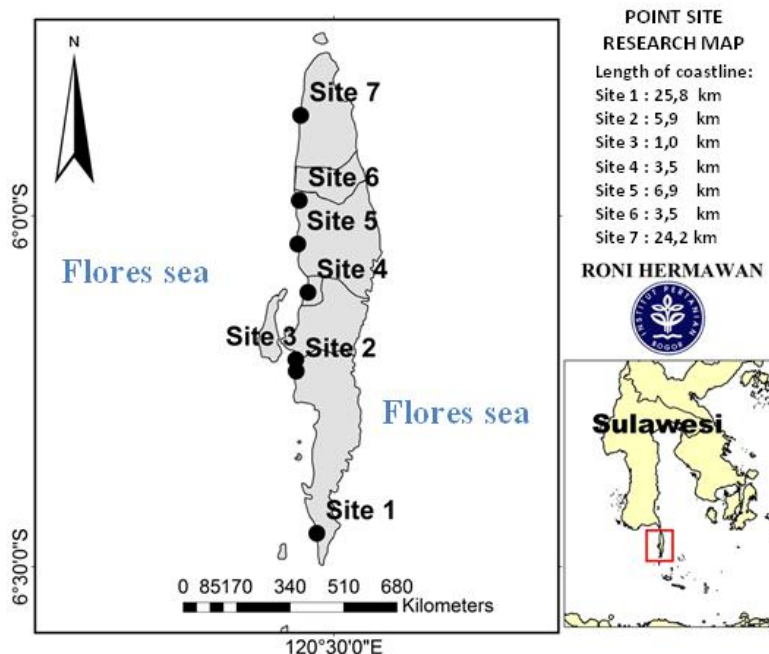 N
Site 7
Site 6
Site 5
Site 4
Site 3
Site 2
Site 1
Flores sea
Flores sea
6°0'0"S
6°30'0"S
120°30'0"E
0 85170 340 510 680
Kilometers
POINT SITE
RESEARCH MAP
Length of coastline:
Site 1 : 25,8 km
Site 2 : 5,9 km
Site 3 : 1,0 km
Site 4 : 3,5 km
Site 5 : 6,9 km
Site 6 : 3,5 km
Site 7 : 24,2 km
RONI HERMAWAN
INSTITUT PERTANIAN
BOGOR
Sulawesi